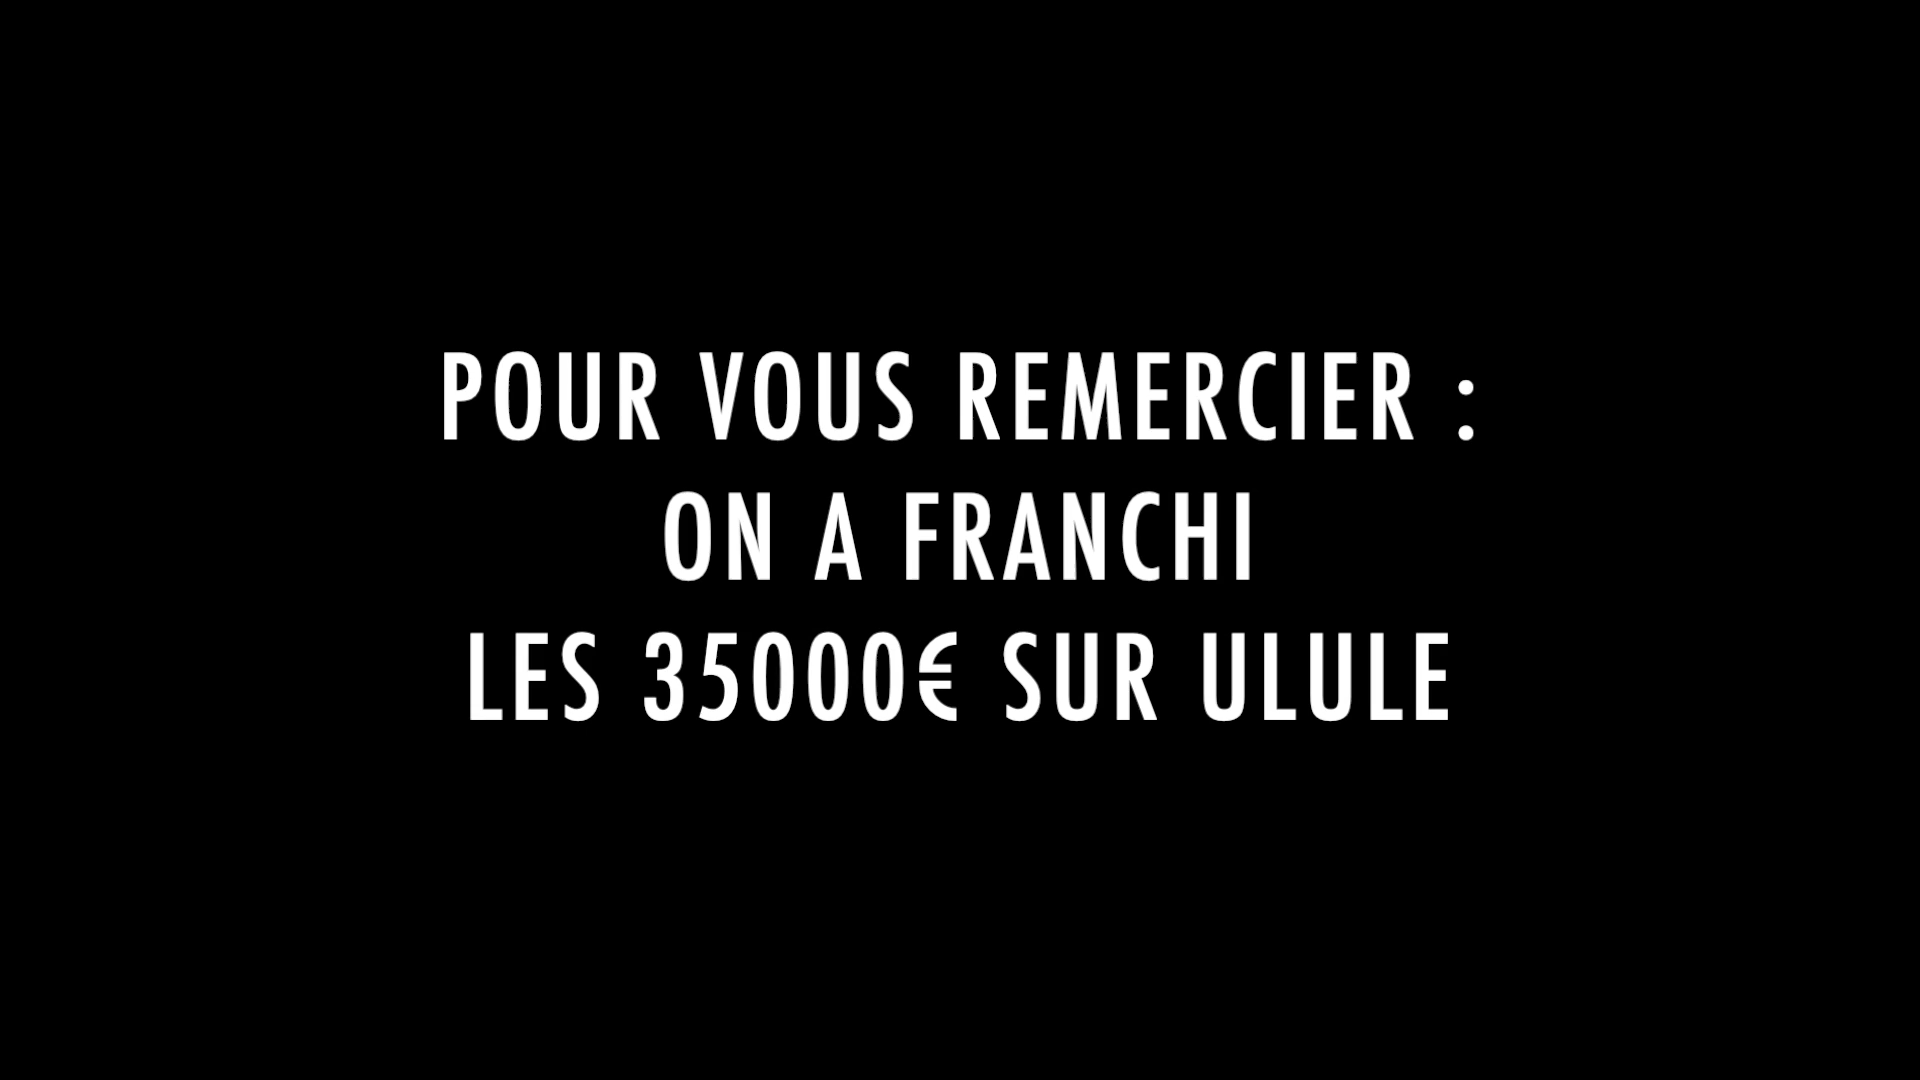 POUR VOUS REMERCIER :
ON A FRANCHI
LES 35000€ SUR ULULE